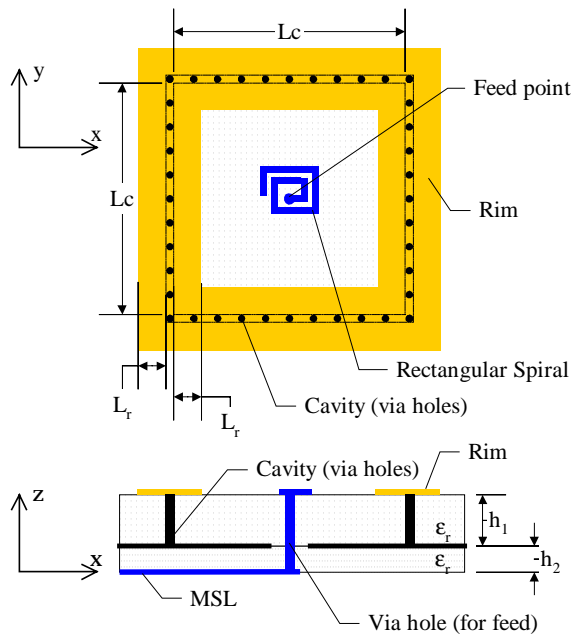 Lc
y
Feed point
x
Lc
Rim
Rectangular Spiral
Lr
Lr
Cavity (via holes)
Cavity (via holes)
Rim
z
εr
h1
x
εr
h2
MSL
Via hole (for feed)